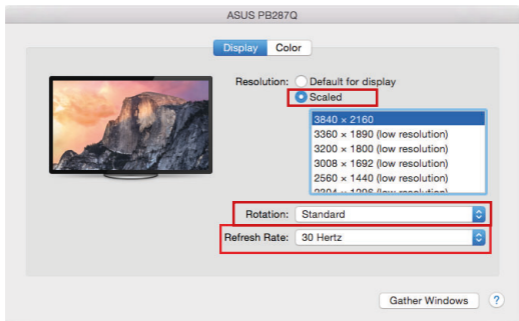 ASUS PB287Q
Display Color
Resolution: Default for display
Scaled
3840 × 2160
3360 × 1890 (low resolution)
3200 × 1800 (low resolution)
3008 × 1692 (low resolution)
2560 × 1440 (low resolution)
Rotation: Standard
Refresh Rate: 30 Hertz
Gather Windows ?